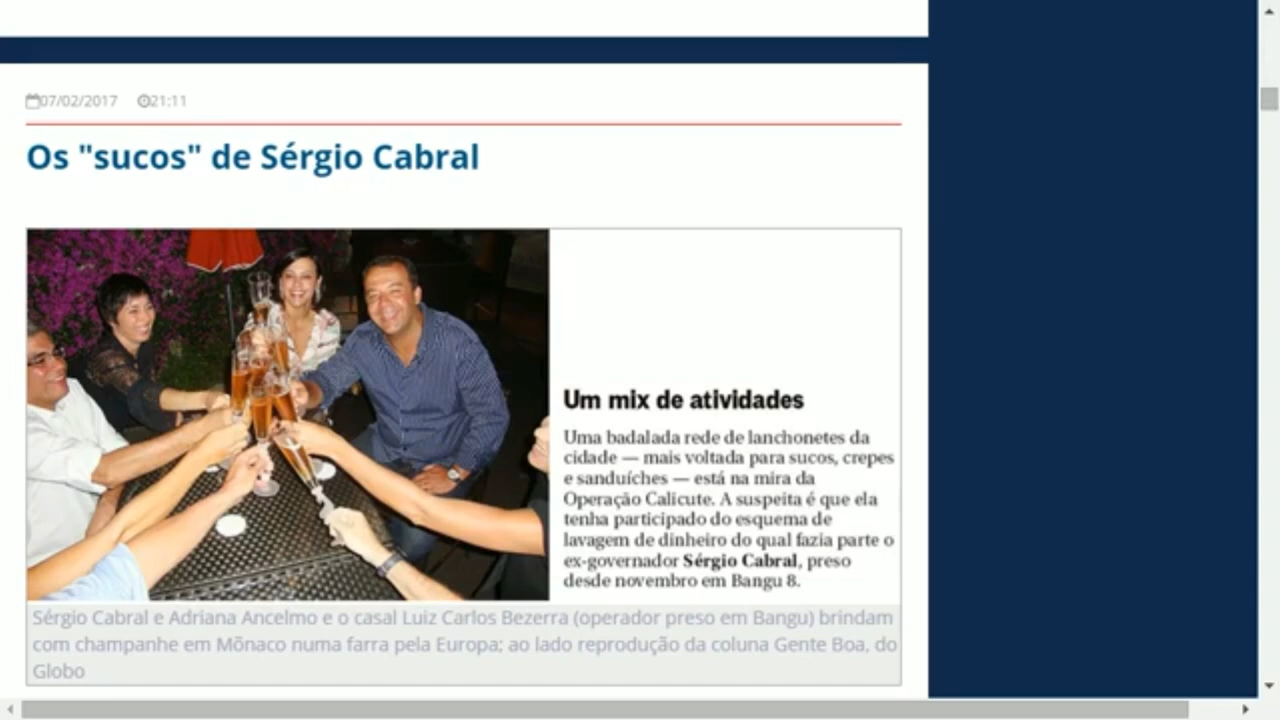 07/02/2017 21:11
Os "sucos" de Sérgio Cabral
Um mix de atividades
Uma badalada rede de lanchonetes da
cidade — mais voltada para sucos, crepes
e sanduíches — está na mira da
Operação Calicute. A suspeita é que ela
tenha participado do esquema de
lavagem de dinheiro do qual fazia parte o
ex-governador Sérgio Cabral, preso
desde novembro em Bangu 8.
Sérgio Cabral e Adriana Ancelmo e o casal Luiz Carlos Bezerra (operador preso em Bangu) brindam
com champanhe em Mõnaco numa farra pela Europa; ao lado reprodução da coluna Gente Boa, do
Globo